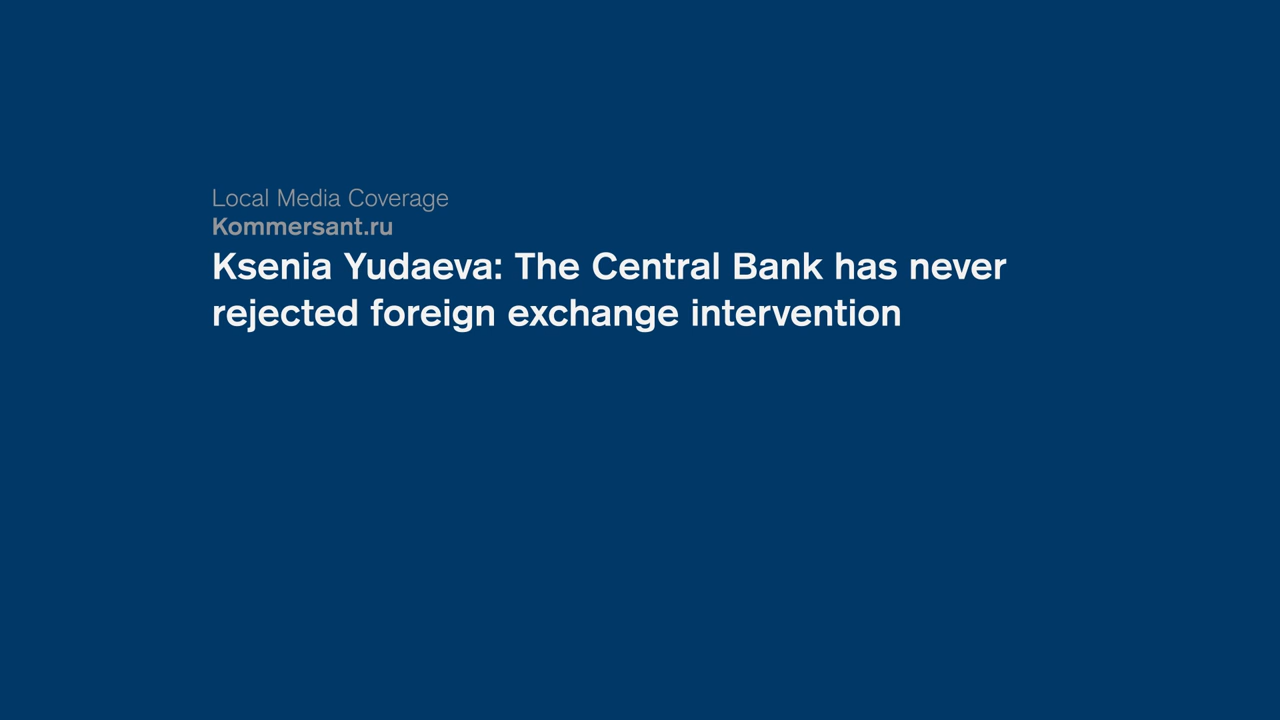 Local Media Coverage
Kommersant.ru
Ksenia Yudaeva: The Central Bank has never
rejected foreign exchange intervention